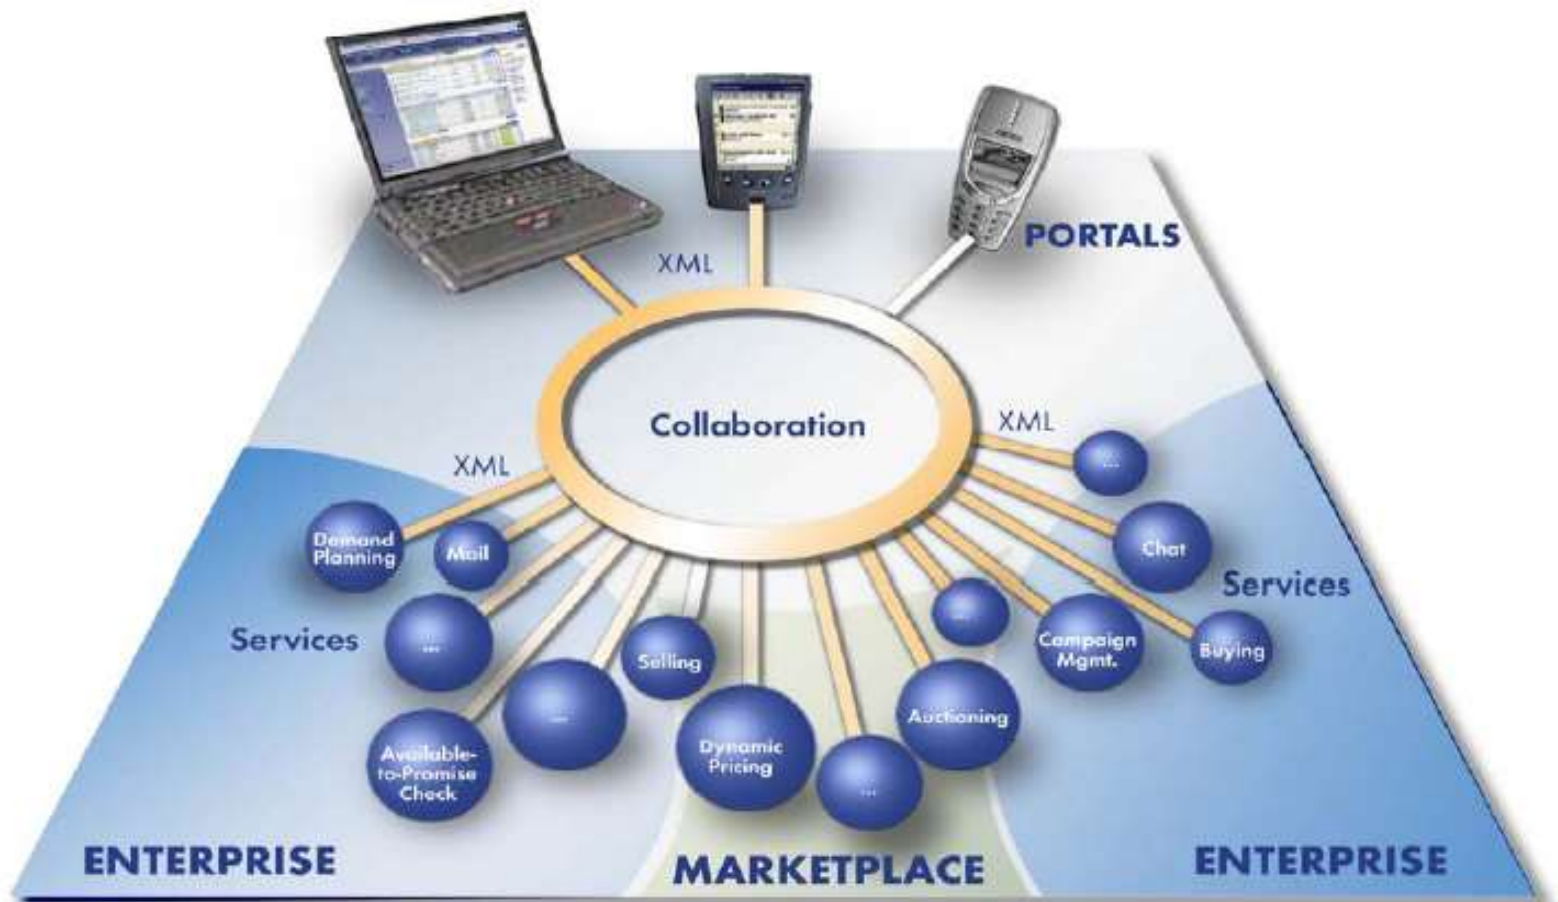 PORTALS
XML
Collaboration
XML
XML
...
Demand
Planning
Mail
Chat
Services
Services
...
...
Selling
Campaign
Mgmt.
Buying
...
Auctioning
Available-
to-Promise
Check
Dynamic
Pricing
...
ENTERPRISE
MARKETPLACE
ENTERPRISE